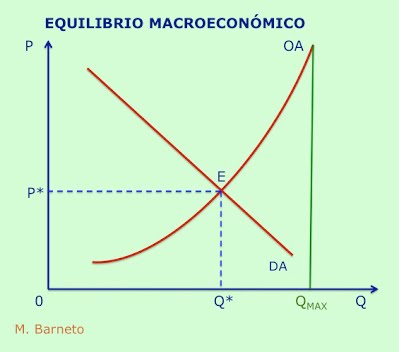 EQUILIBRIO MACROECONÓMICO
P
OA
E
P*
DA
0
Q*
QMAX
Q
M. Barneto